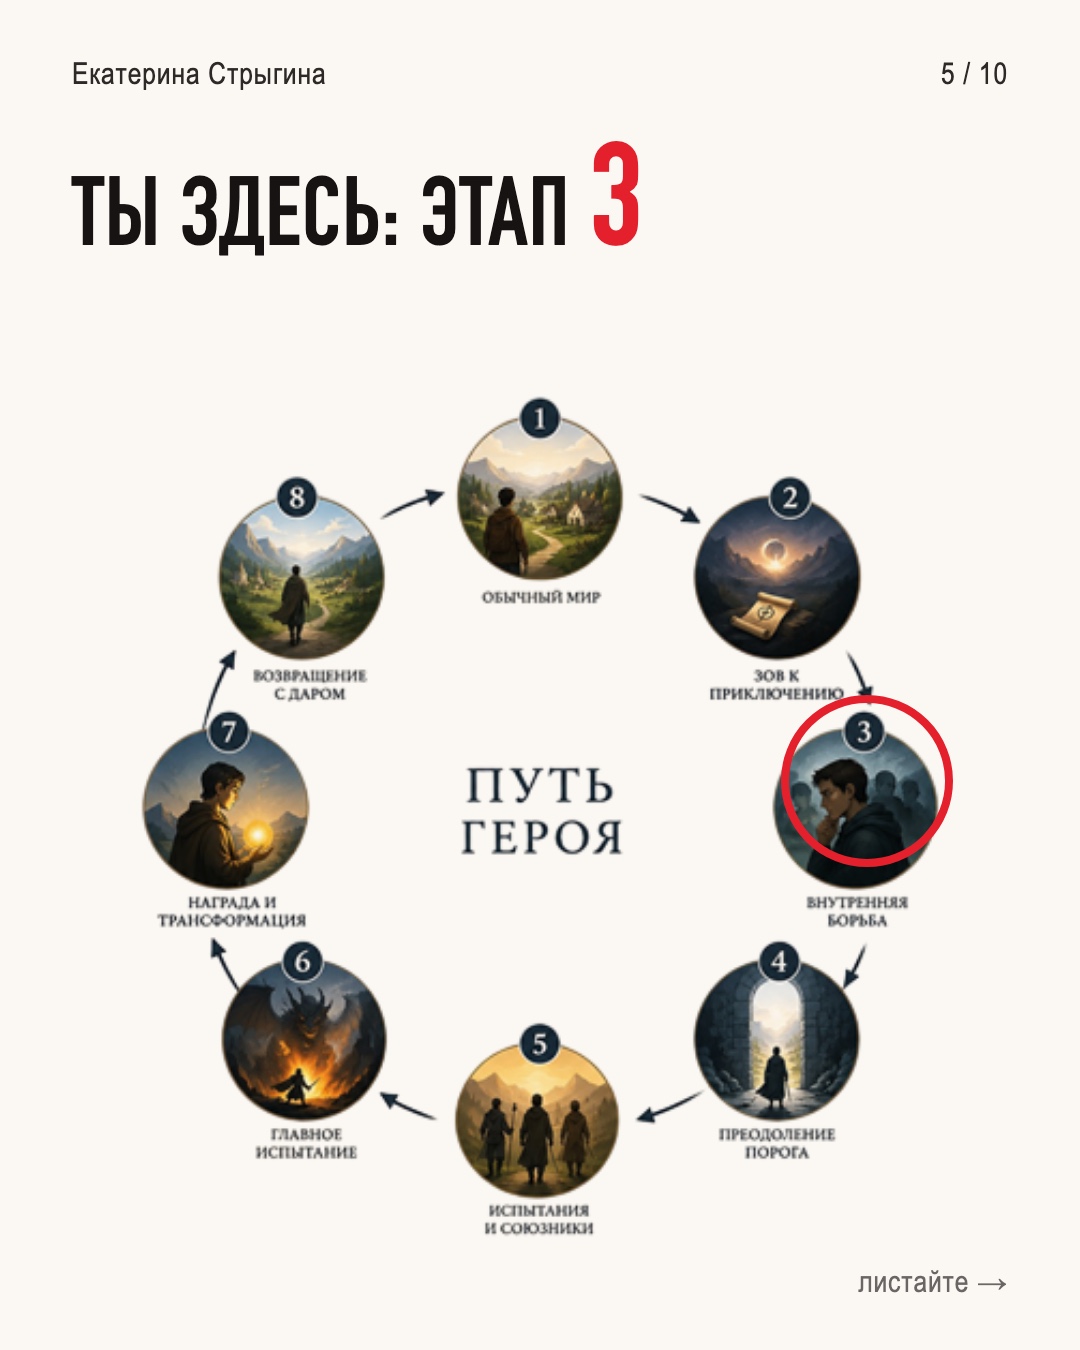 Екатерина Стрыгина
5 / 10
ТЫ ЗДЕСЬ: ЭТАП 3
1
ОБЫЧНЫЙ МИР
2
ЗОВ К
ПРИКЛЮЧЕНИЮ
3
ВНУТРЕННЯЯ
БОРЬБА
4
ПРЕОДОЛЕНИЕ
ПОРОГА
5
ИСПЫТАНИЯ
И СОЮЗНИКИ
6
ГЛАВНОЕ
ИСПЫТАНИЕ
7
НАГРАДА И
ТРАНСФОРМАЦИЯ
8
ВОЗВРАЩЕНИЕ
С ДАРОМ
ПУТЬ
ГЕРОЯ
листайте →